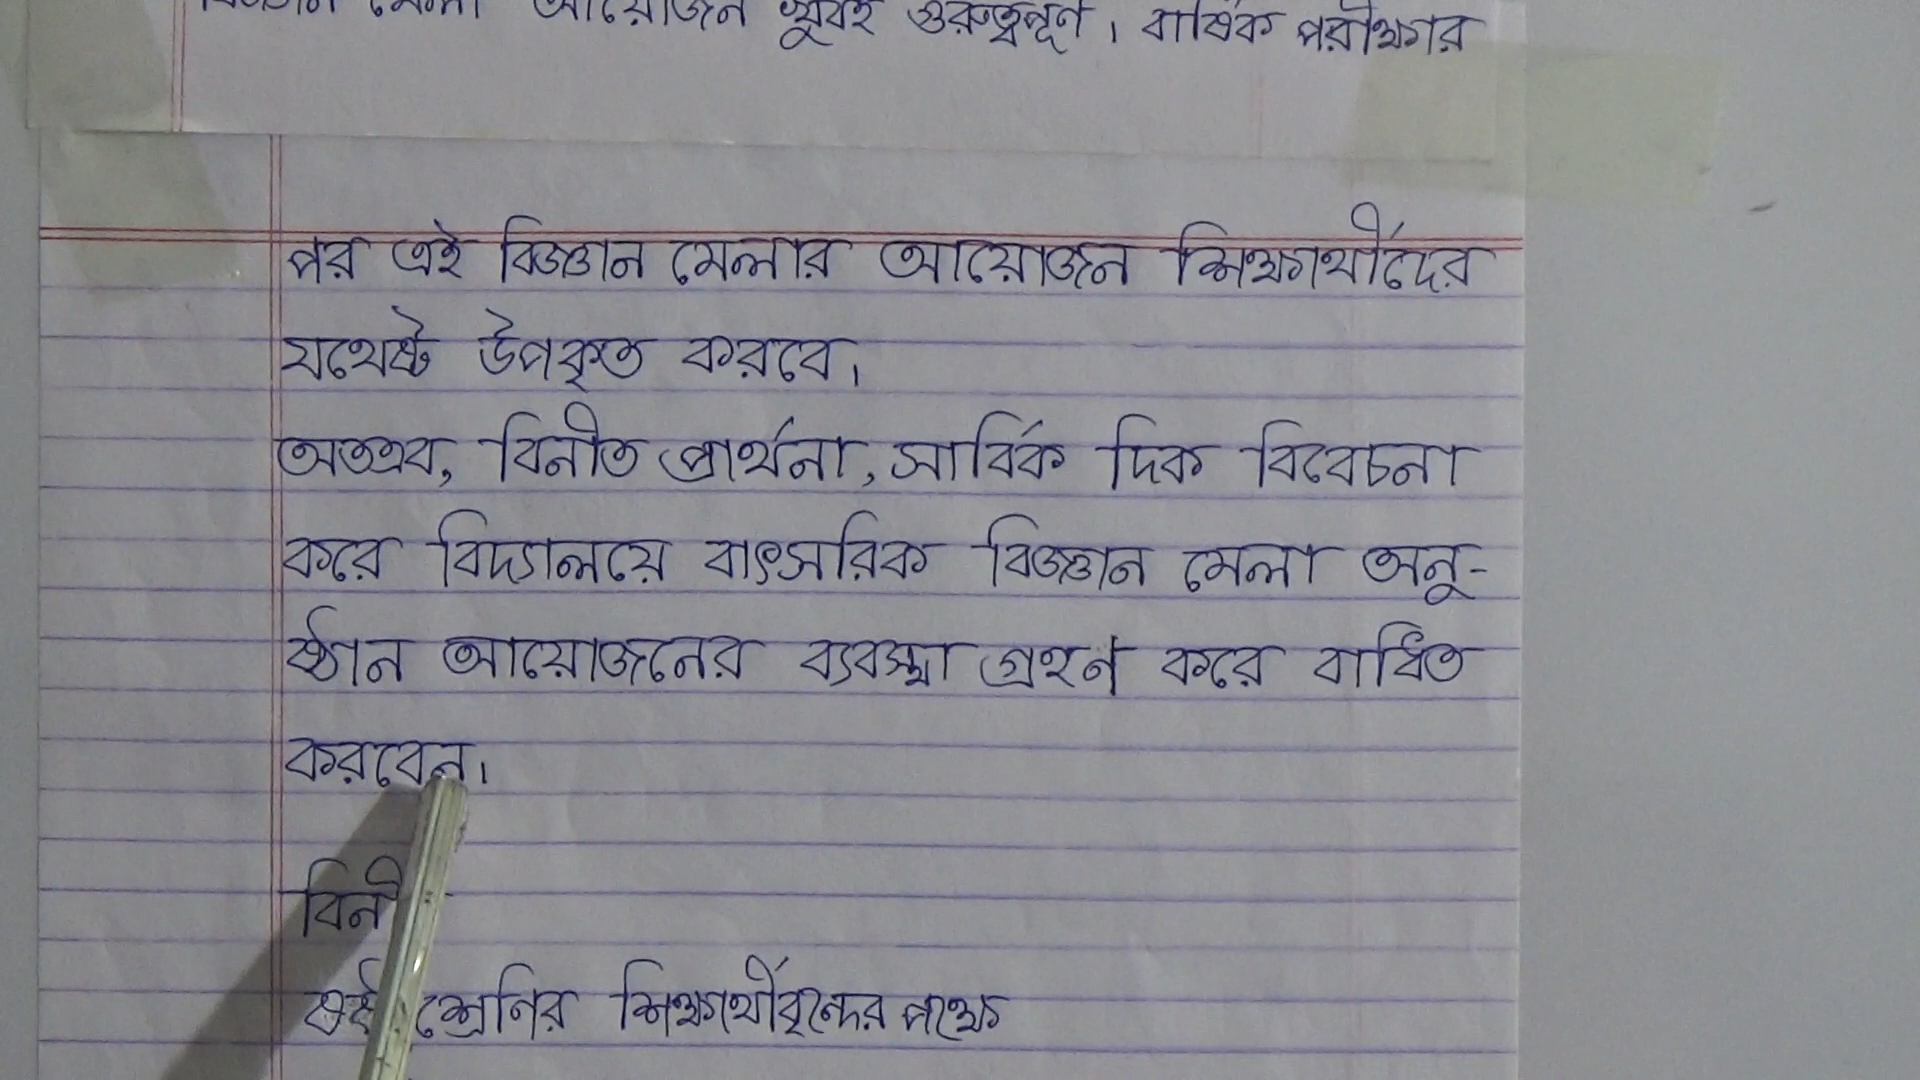 বিজ্ঞান মেলা আয়োজন খুবই গুরুত্বপূর্ণ। বার্ষিক পরীক্ষার
পর এই বিজ্ঞান মেলার আয়োজন শিক্ষার্থীদের
যথেষ্ট উপকৃত করবে।
অতএব, বিনীত প্রার্থনা, সার্বিক দিক বিবেচনা
করে বিদ্যালয়ে বাৎসরিক বিজ্ঞান মেলা অনু-
ষ্ঠান আয়োজনের ব্যবস্থা গ্রহণ করে বাধিত
করবেন।
শ্রেনির শিক্ষার্থীবৃন্দের পক্ষে